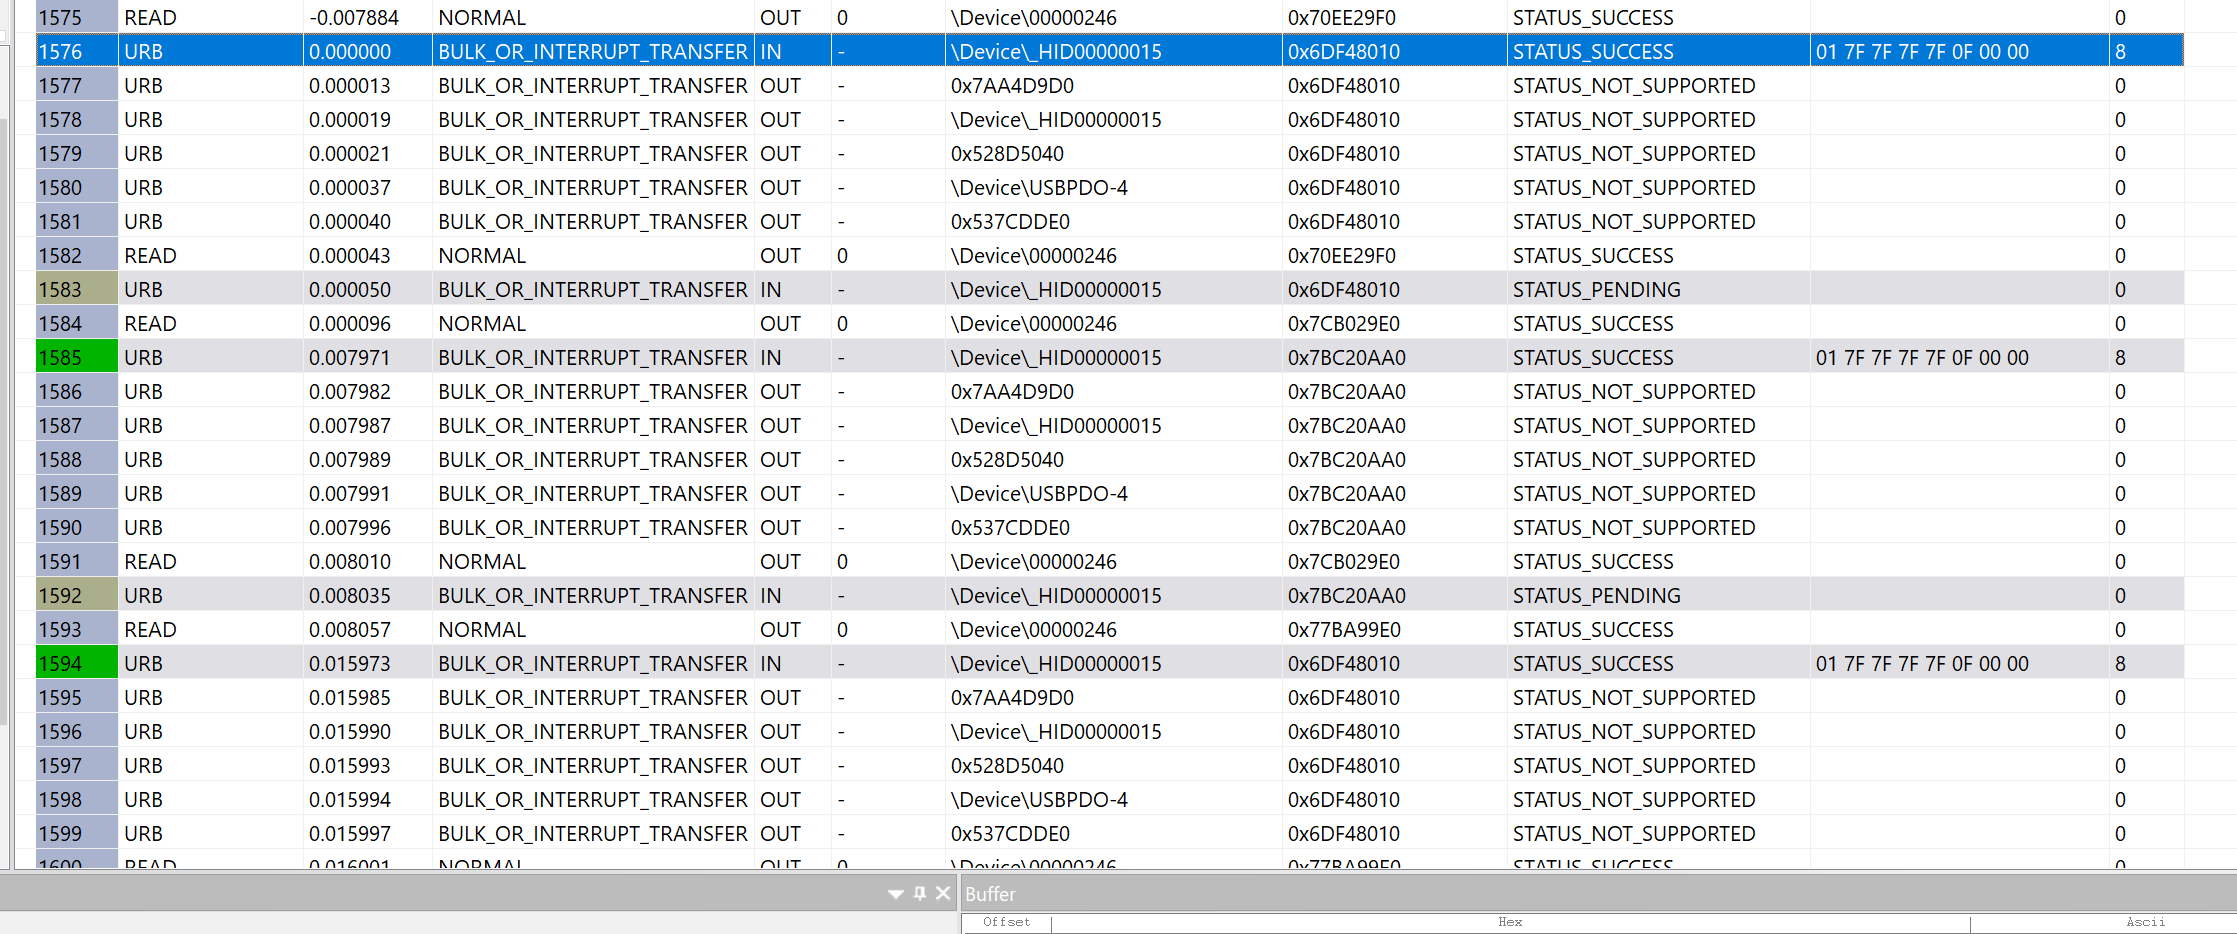 1575 READ -0.007884 NORMAL OUT 0 \Device\00000246 0x70EE29F0 STATUS_SUCCESS 0
1576 URB 0.000000 BULK_OR_INTERRUPT_TRANSFER IN - \Device\_HID00000015 0x6DF48010 STATUS_SUCCESS 01 7F 7F 7F 7F 0F 00 00 8
1577 URB 0.000013 BULK_OR_INTERRUPT_TRANSFER OUT - 0x7AA4D9D0 0x6DF48010 STATUS_NOT_SUPPORTED 0
1578 URB 0.000019 BULK_OR_INTERRUPT_TRANSFER OUT - \Device\_HID00000015 0x6DF48010 STATUS_NOT_SUPPORTED 0
1579 URB 0.000021 BULK_OR_INTERRUPT_TRANSFER OUT - 0x528D5040 0x6DF48010 STATUS_NOT_SUPPORTED 0
1580 URB 0.000037 BULK_OR_INTERRUPT_TRANSFER OUT - \Device\USBPDO-4 0x6DF48010 STATUS_NOT_SUPPORTED 0
1581 URB 0.000040 BULK_OR_INTERRUPT_TRANSFER OUT - 0x537CDDE0 0x6DF48010 STATUS_NOT_SUPPORTED 0
1582 READ 0.000043 NORMAL OUT 0 \Device\00000246 0x70EE29F0 STATUS_SUCCESS 0
1583 URB 0.000050 BULK_OR_INTERRUPT_TRANSFER IN - \Device\_HID00000015 0x6DF48010 STATUS_PENDING 0
1584 READ 0.000096 NORMAL OUT 0 \Device\00000246 0x7CB029E0 STATUS_SUCCESS 0
1585 URB 0.007971 BULK_OR_INTERRUPT_TRANSFER IN - \Device\_HID00000015 0x7BC20AA0 STATUS_SUCCESS 01 7F 7F 7F 7F 0F 00 00 8
1586 URB 0.007982 BULK_OR_INTERRUPT_TRANSFER OUT - 0x7AA4D9D0 0x7BC20AA0 STATUS_NOT_SUPPORTED 0
1587 URB 0.007987 BULK_OR_INTERRUPT_TRANSFER OUT - \Device\_HID00000015 0x7BC20AA0 STATUS_NOT_SUPPORTED 0
1588 URB 0.007989 BULK_OR_INTERRUPT_TRANSFER OUT - 0x528D5040 0x7BC20AA0 STATUS_NOT_SUPPORTED 0
1589 URB 0.007991 BULK_OR_INTERRUPT_TRANSFER OUT - \Device\USBPDO-4 0x7BC20AA0 STATUS_NOT_SUPPORTED 0
1590 URB 0.007996 BULK_OR_INTERRUPT_TRANSFER OUT - 0x537CDDE0 0x7BC20AA0 STATUS_NOT_SUPPORTED 0
1591 READ 0.008010 NORMAL OUT 0 \Device\00000246 0x7CB029E0 STATUS_SUCCESS 0
1592 URB 0.008035 BULK_OR_INTERRUPT_TRANSFER IN - \Device\_HID00000015 0x7BC20AA0 STATUS_PENDING 0
1593 READ 0.008057 NORMAL OUT 0 \Device\00000246 0x77BA99E0 STATUS_SUCCESS 0
1594 URB 0.015973 BULK_OR_INTERRUPT_TRANSFER IN - \Device\_HID00000015 0x6DF48010 STATUS_SUCCESS 01 7F 7F 7F 7F 0F 00 00 8
1595 URB 0.015985 BULK_OR_INTERRUPT_TRANSFER OUT - 0x7AA4D9D0 0x6DF48010 STATUS_NOT_SUPPORTED 0
1596 URB 0.015990 BULK_OR_INTERRUPT_TRANSFER OUT - \Device\_HID00000015 0x6DF48010 STATUS_NOT_SUPPORTED 0
1597 URB 0.015993 BULK_OR_INTERRUPT_TRANSFER OUT - 0x528D5040 0x6DF48010 STATUS_NOT_SUPPORTED 0
1598 URB 0.015994 BULK_OR_INTERRUPT_TRANSFER OUT - \Device\USBPDO-4 0x6DF48010 STATUS_NOT_SUPPORTED 0
1599 URB 0.015997 BULK_OR_INTERRUPT_TRANSFER OUT - 0x537CDDE0 0x6DF48010 STATUS_NOT_SUPPORTED 0
1600 READ 0.016001 NORMAL OUT 0 \Device\00000246 0x77BA99E0 STATUS_SUCCESS 0
Buffer
Offset Hex Ascii